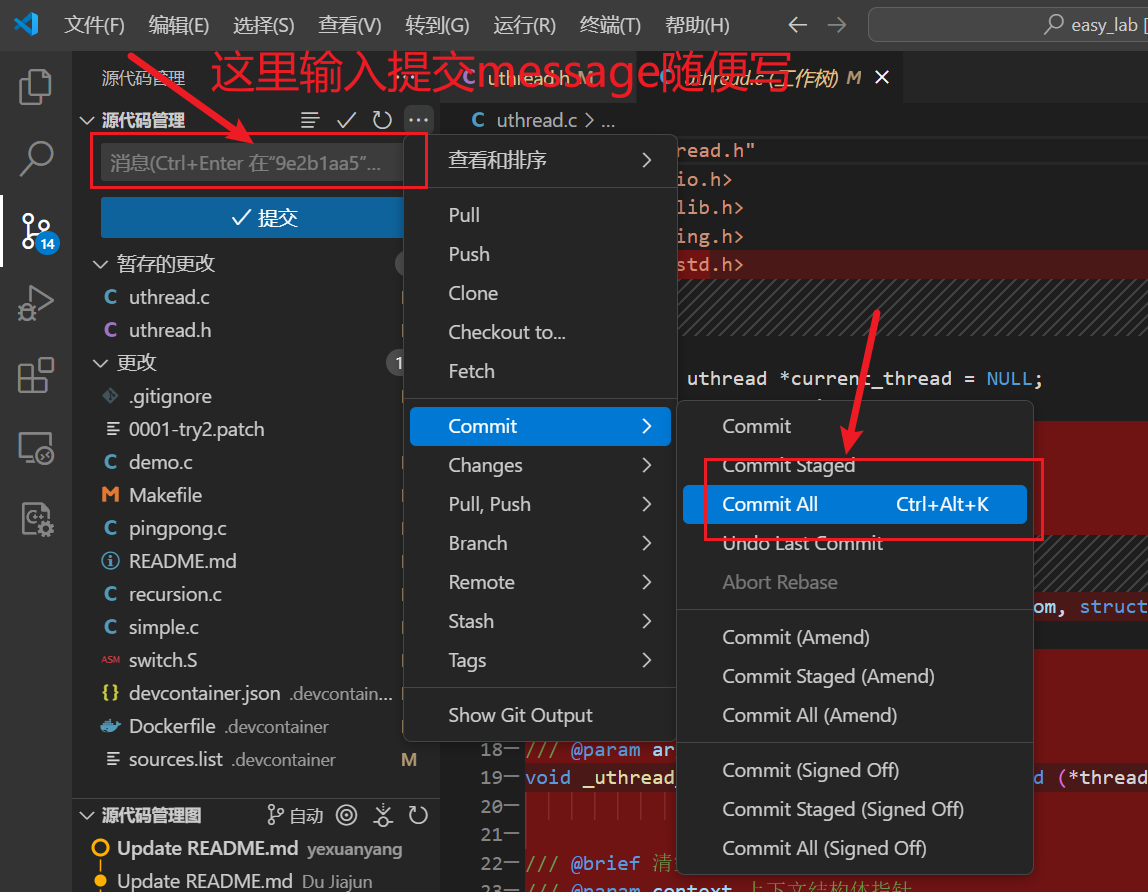 文件(F) 编辑(E) 选择(S) 查看(V) 转到(G) 运行(R) 终端(T) 帮助(H) easy_lab [
源代码管理
这里输入提交message随便写
uthread.h M
uthread.c (工作树) M
源代码管理
uthread.c > ...
消息(Ctrl+Enter 在“9e2b1aa5”...
提交
14
暂存的更改
uthread.c
uthread.h
更改
1
.gitignore
0001-try2.patch
demo.c
Makefile
pingpong.c
README.md
recursion.c
simple.c
ASM switch.S
devcontainer.json .devcontain...
Dockerfile .devcontainer
sources.list .devcontainer M
源代码管理图 自动
Update README.md yexuanyang
Update README.md Du Jiajun
查看和排序
Pull
Push
Clone
Checkout to...
Fetch
Commit
Changes
Pull, Push
Branch
Remote
Stash
Tags
Show Git Output
Commit
Commit Staged
Commit All Ctrl+Alt+K
Undo Last Commit
Abort Rebase
Commit (Amend)
Commit Staged (Amend)
Commit All (Amend)
Commit (Signed Off)
Commit Staged (Signed Off)
Commit All (Signed Off)
read.h"
io.h>
lib.h>
ing.h>
std.h>
uthread *current_thread = NULL;
om, struct
18 /// @param ar
19 void _uthread_ d (*thread
20
21
22 /// @brief 清
23 /// @param context 上下文结构体指针